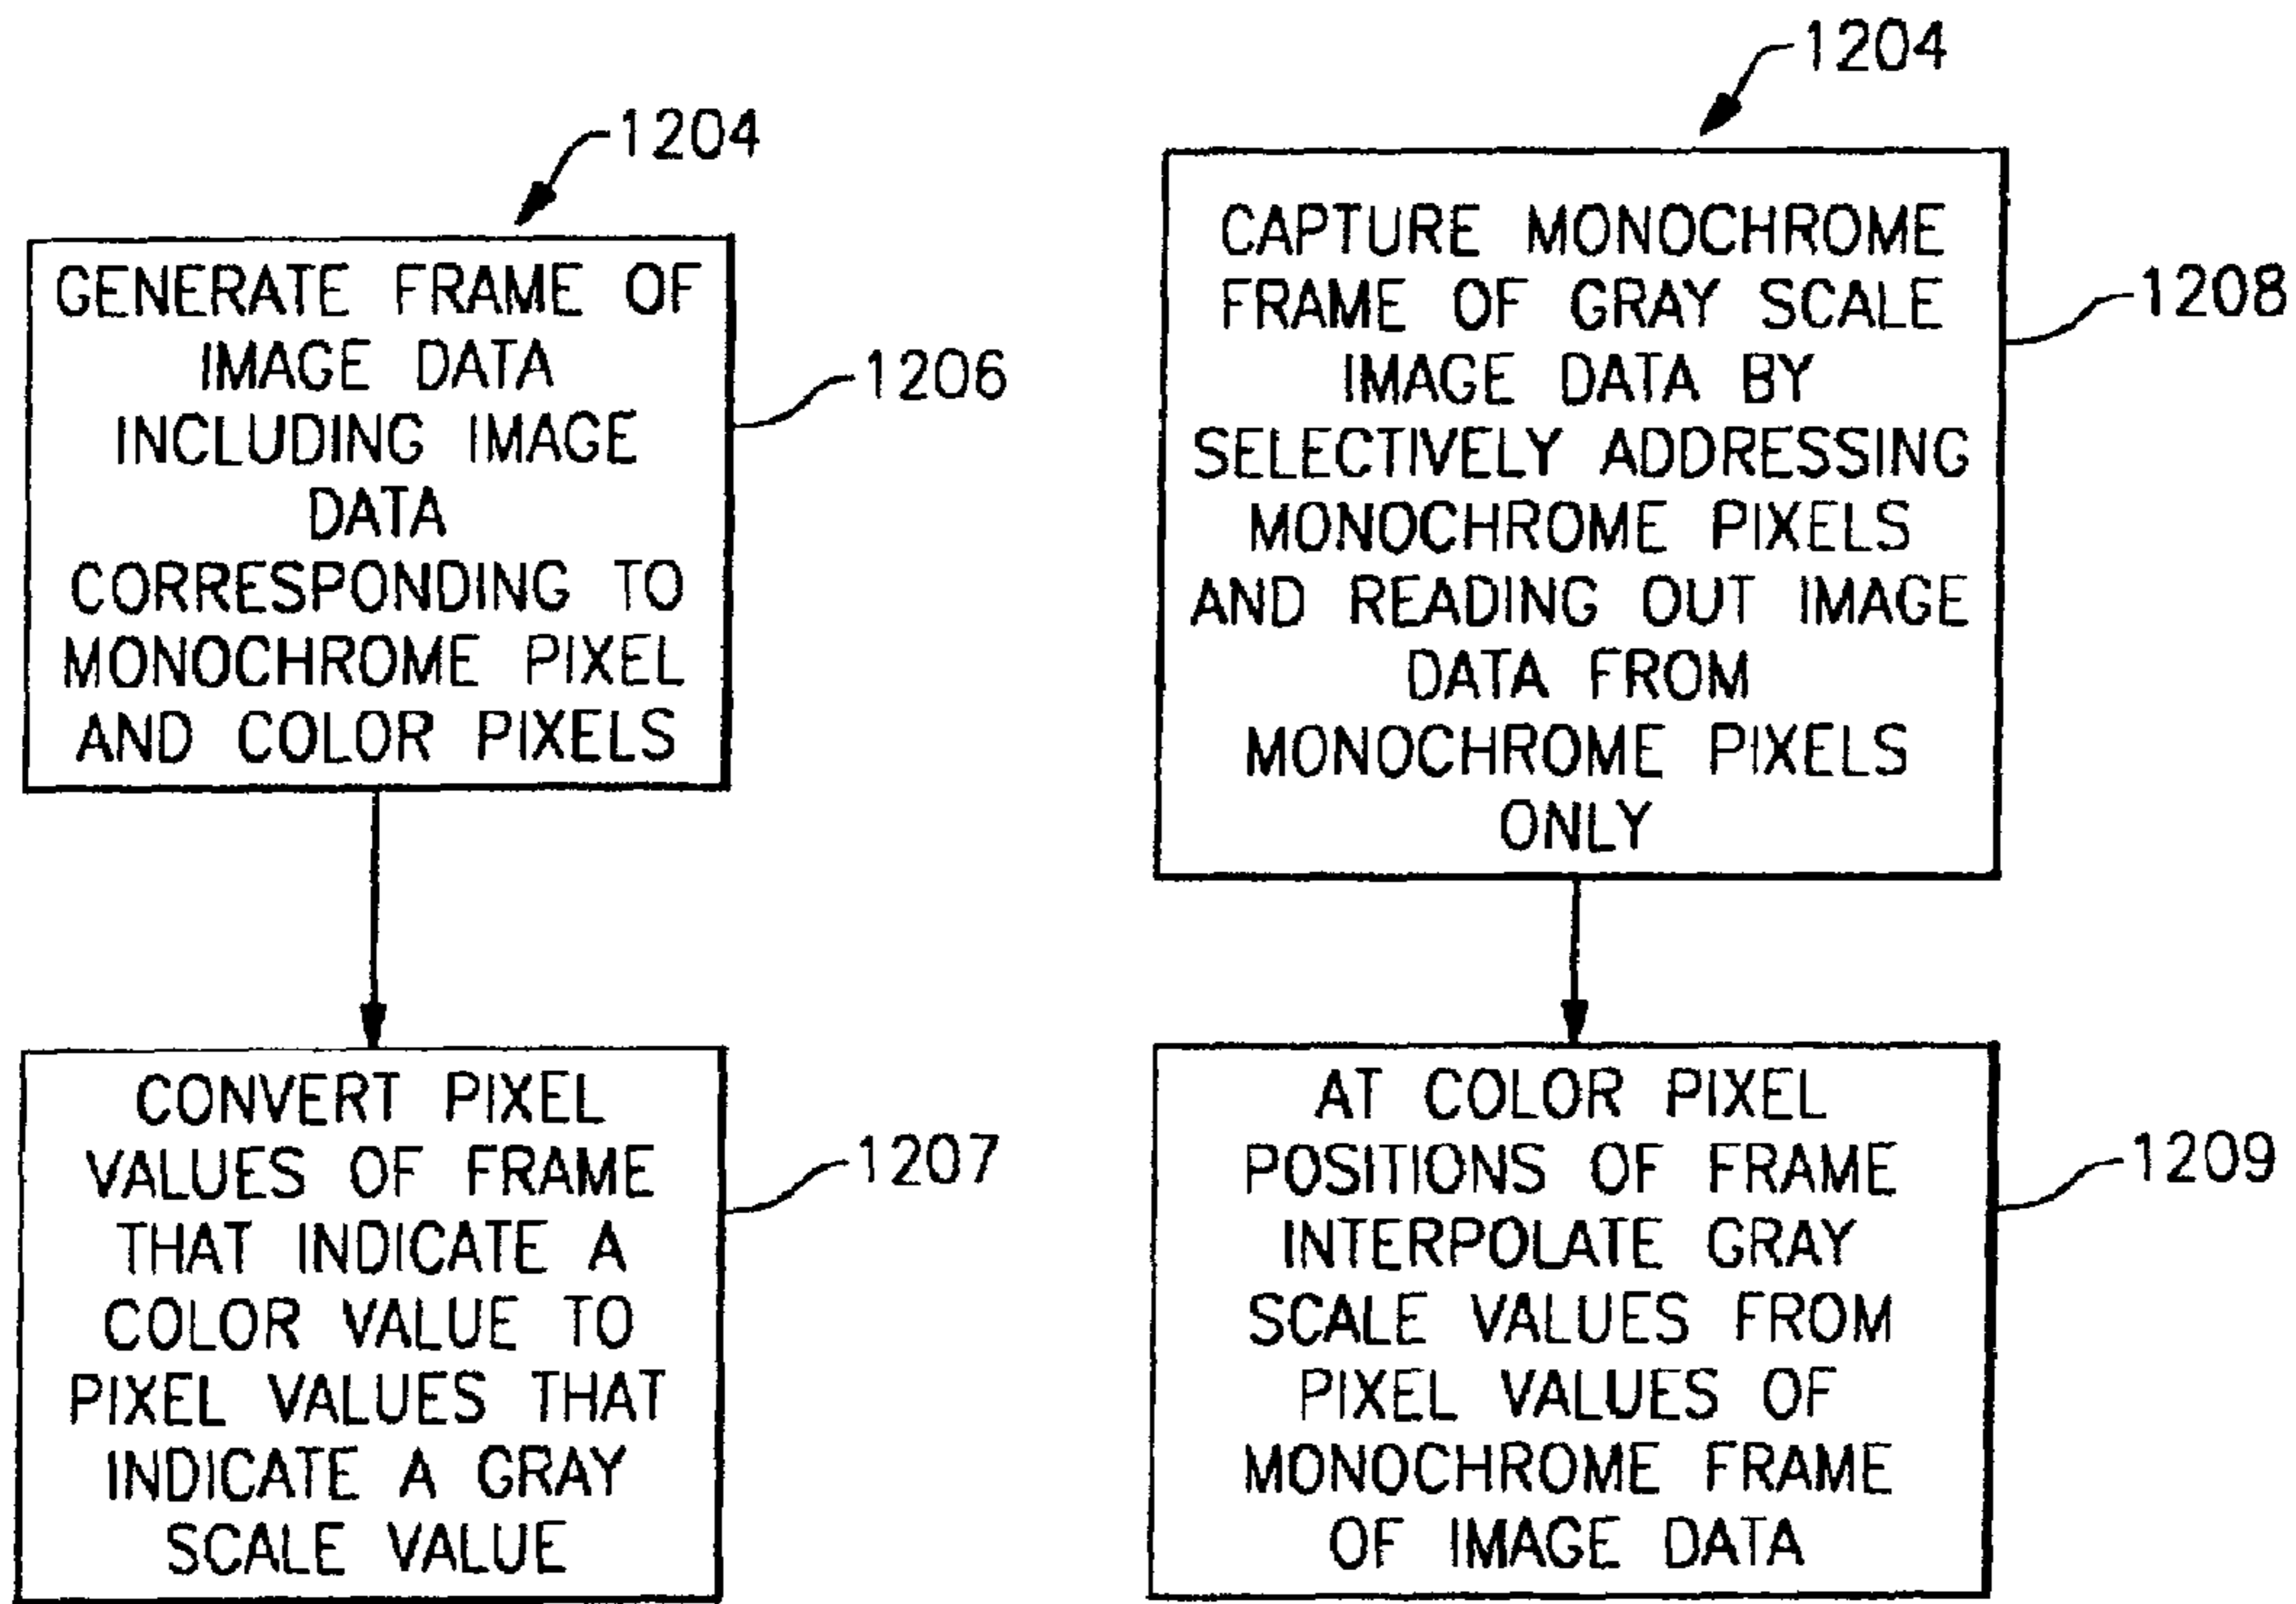 1204
GENERATE FRAME OF
IMAGE DATA
INCLUDING IMAGE
DATA
CORRESPONDING TO
MONOCHROME PIXEL
AND COLOR PIXELS
1206
CONVERT PIXEL
VALUES OF FRAME
THAT INDICATE A
COLOR VALUE TO
PIXEL VALUES THAT
INDICATE A GRAY
SCALE VALUE
1207
1204
CAPTURE MONOCHROME
FRAME OF GRAY SCALE
IMAGE DATA BY
SELECTIVELY ADDRESSING
MONOCHROME PIXELS
AND READING OUT IMAGE
DATA FROM
MONOCHROME PIXELS
ONLY
1208
AT COLOR PIXEL
POSITIONS OF FRAME
INTERPOLATE GRAY
SCALE VALUES FROM
PIXEL VALUES OF
MONOCHROME FRAME
OF IMAGE DATA
1209